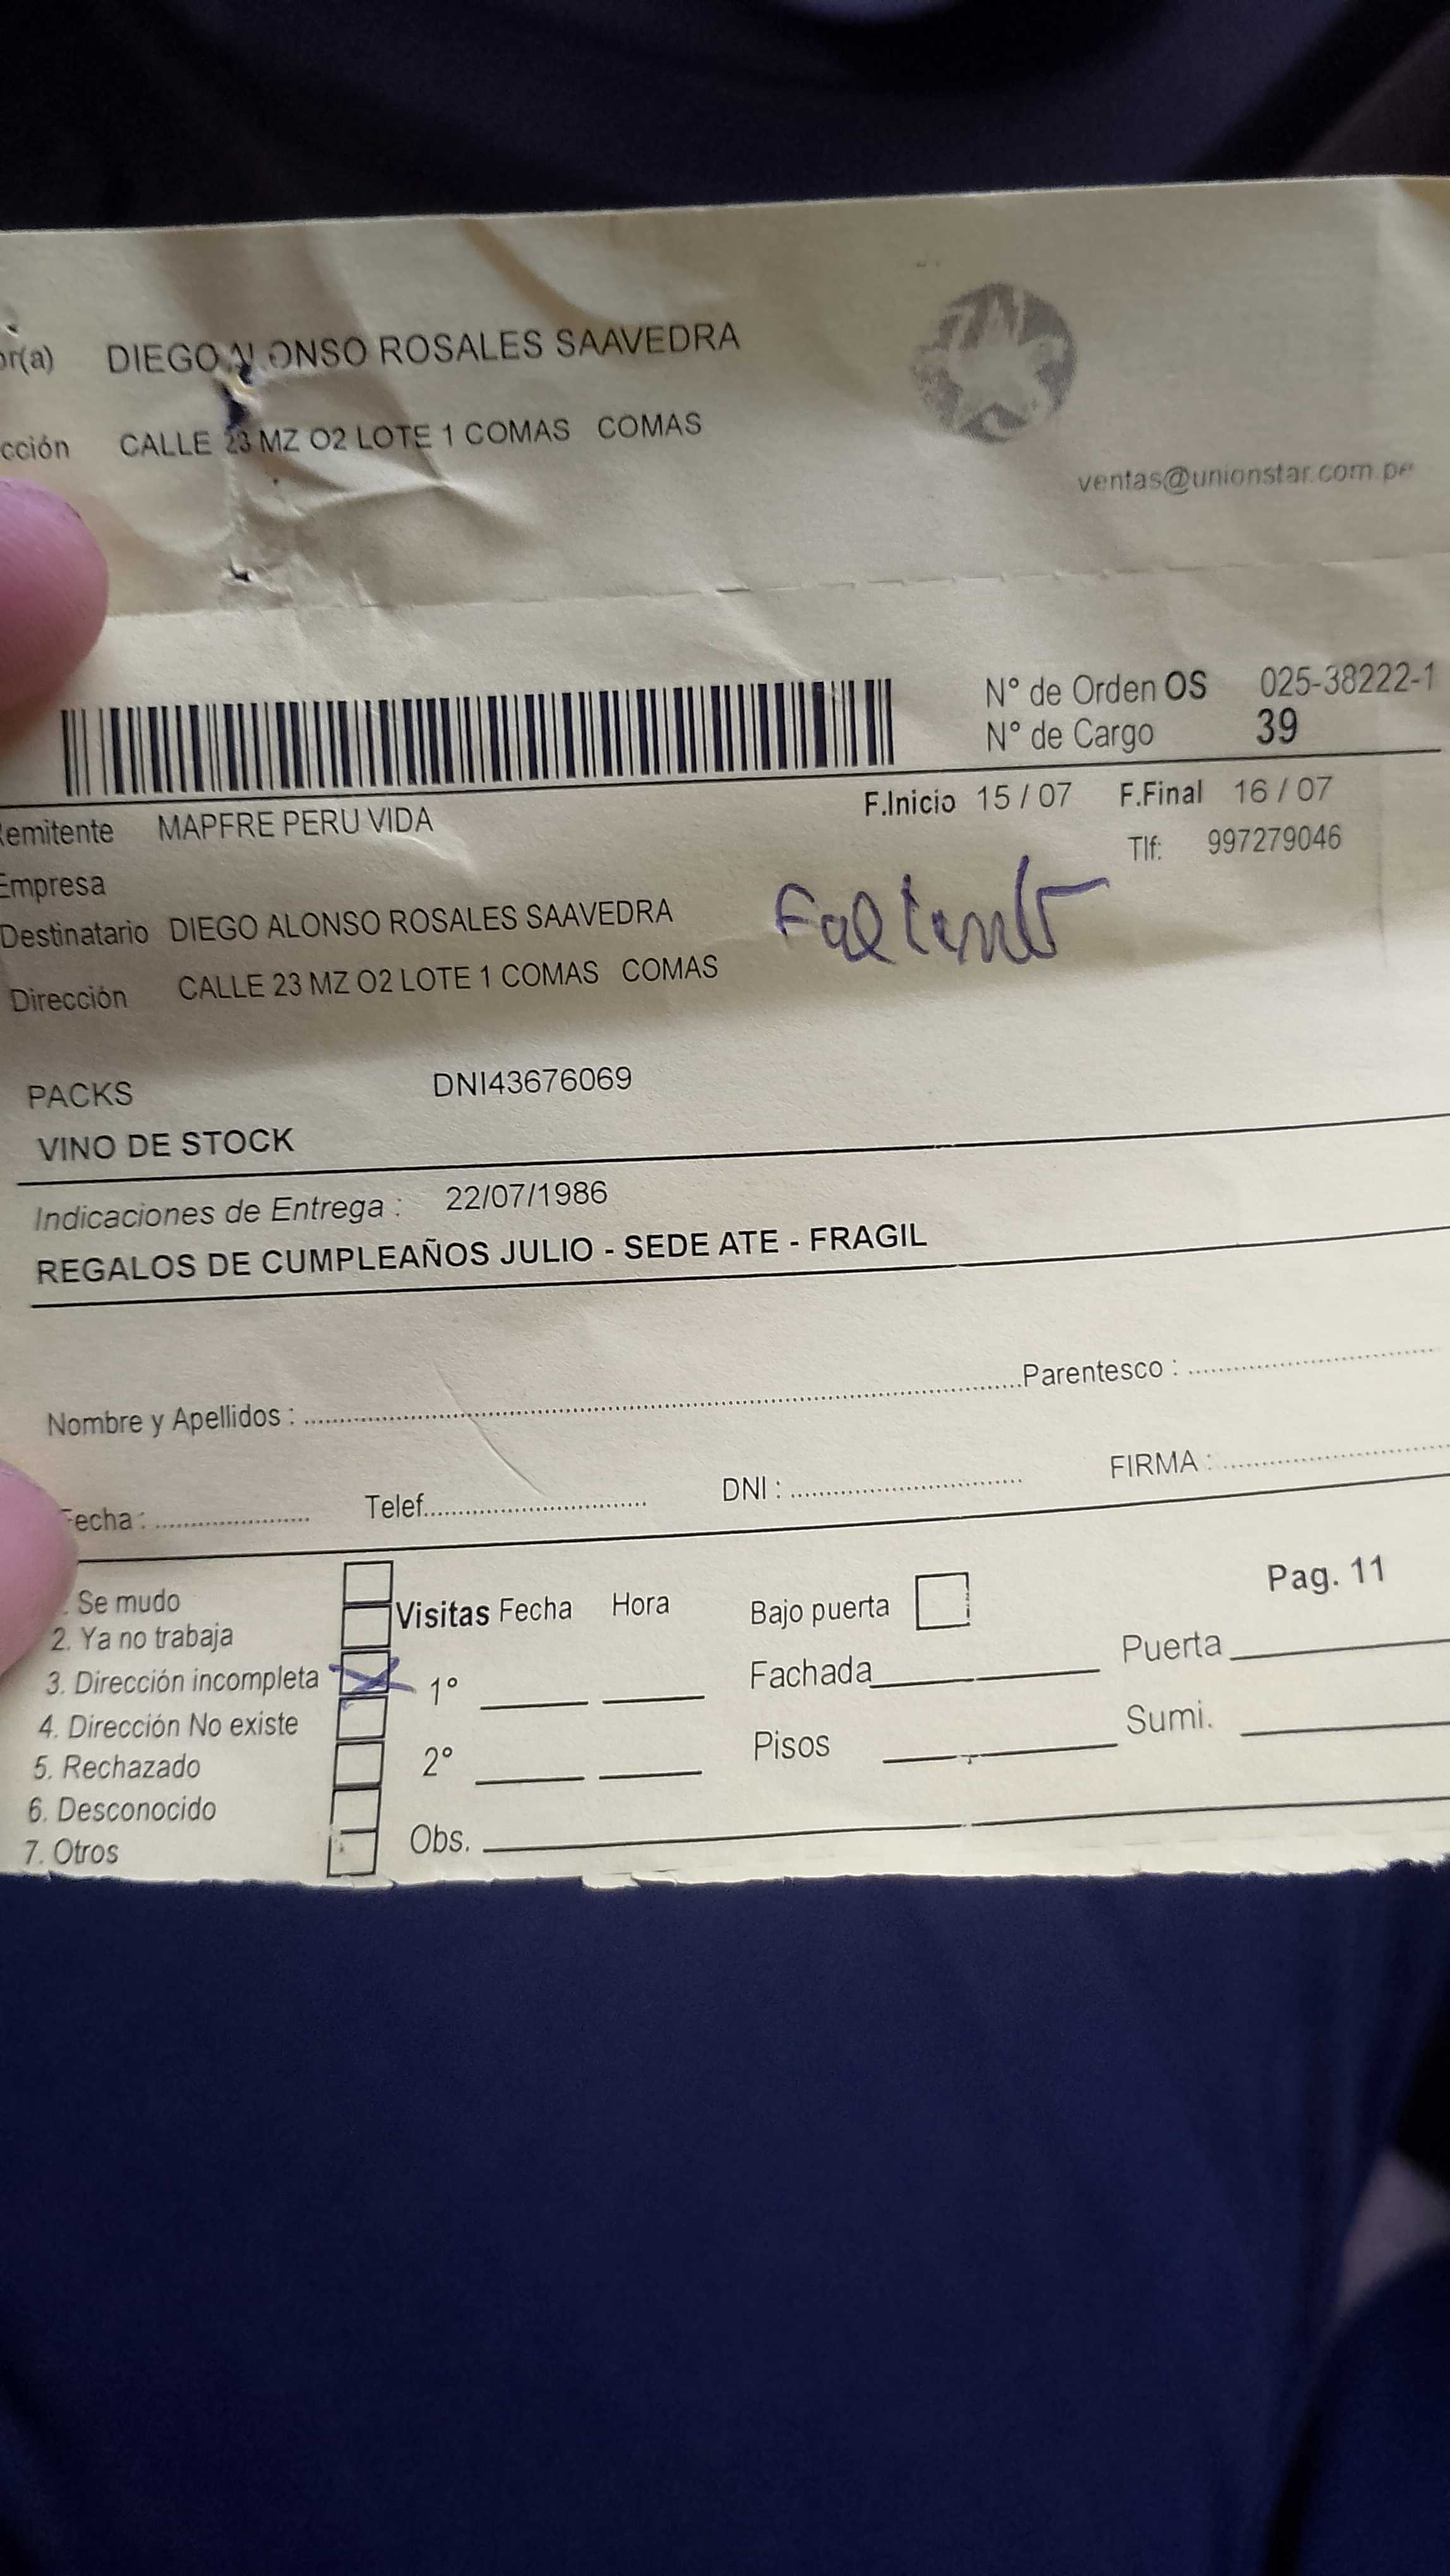 or(a) DIEGO ALONSO ROSALES SAAVEDRA
cción CALLE 23 MZ O2 LOTE 1 COMAS COMAS
ventas@unionstar.com.pe
N° de Orden OS 025-38222-1
N° de Cargo 39
F.Inicio 15 / 07 F.Final 16 / 07
Remitente MAPFRE PERU VIDA
Tlf: 997279046
Empresa
Destinatario DIEGO ALONSO ROSALES SAAVEDRA
Dirección CALLE 23 MZ O2 LOTE 1 COMAS COMAS
PACKS DNI43676069
VINO DE STOCK
Indicaciones de Entrega : 22/07/1986
REGALOS DE CUMPLEAÑOS JULIO - SEDE ATE - FRAGIL
Nombre y Apellidos : Parentesco :
Fecha : Telef. DNI : FIRMA :
Pag. 11
. Se mudo
2. Ya no trabaja
3. Dirección incompleta
4. Dirección No existe
5. Rechazado
6. Desconocido
7. Otros
Visitas Fecha Hora
1°
2°
Obs.
Bajo puerta
Fachada
Pisos
Puerta
Sumi.